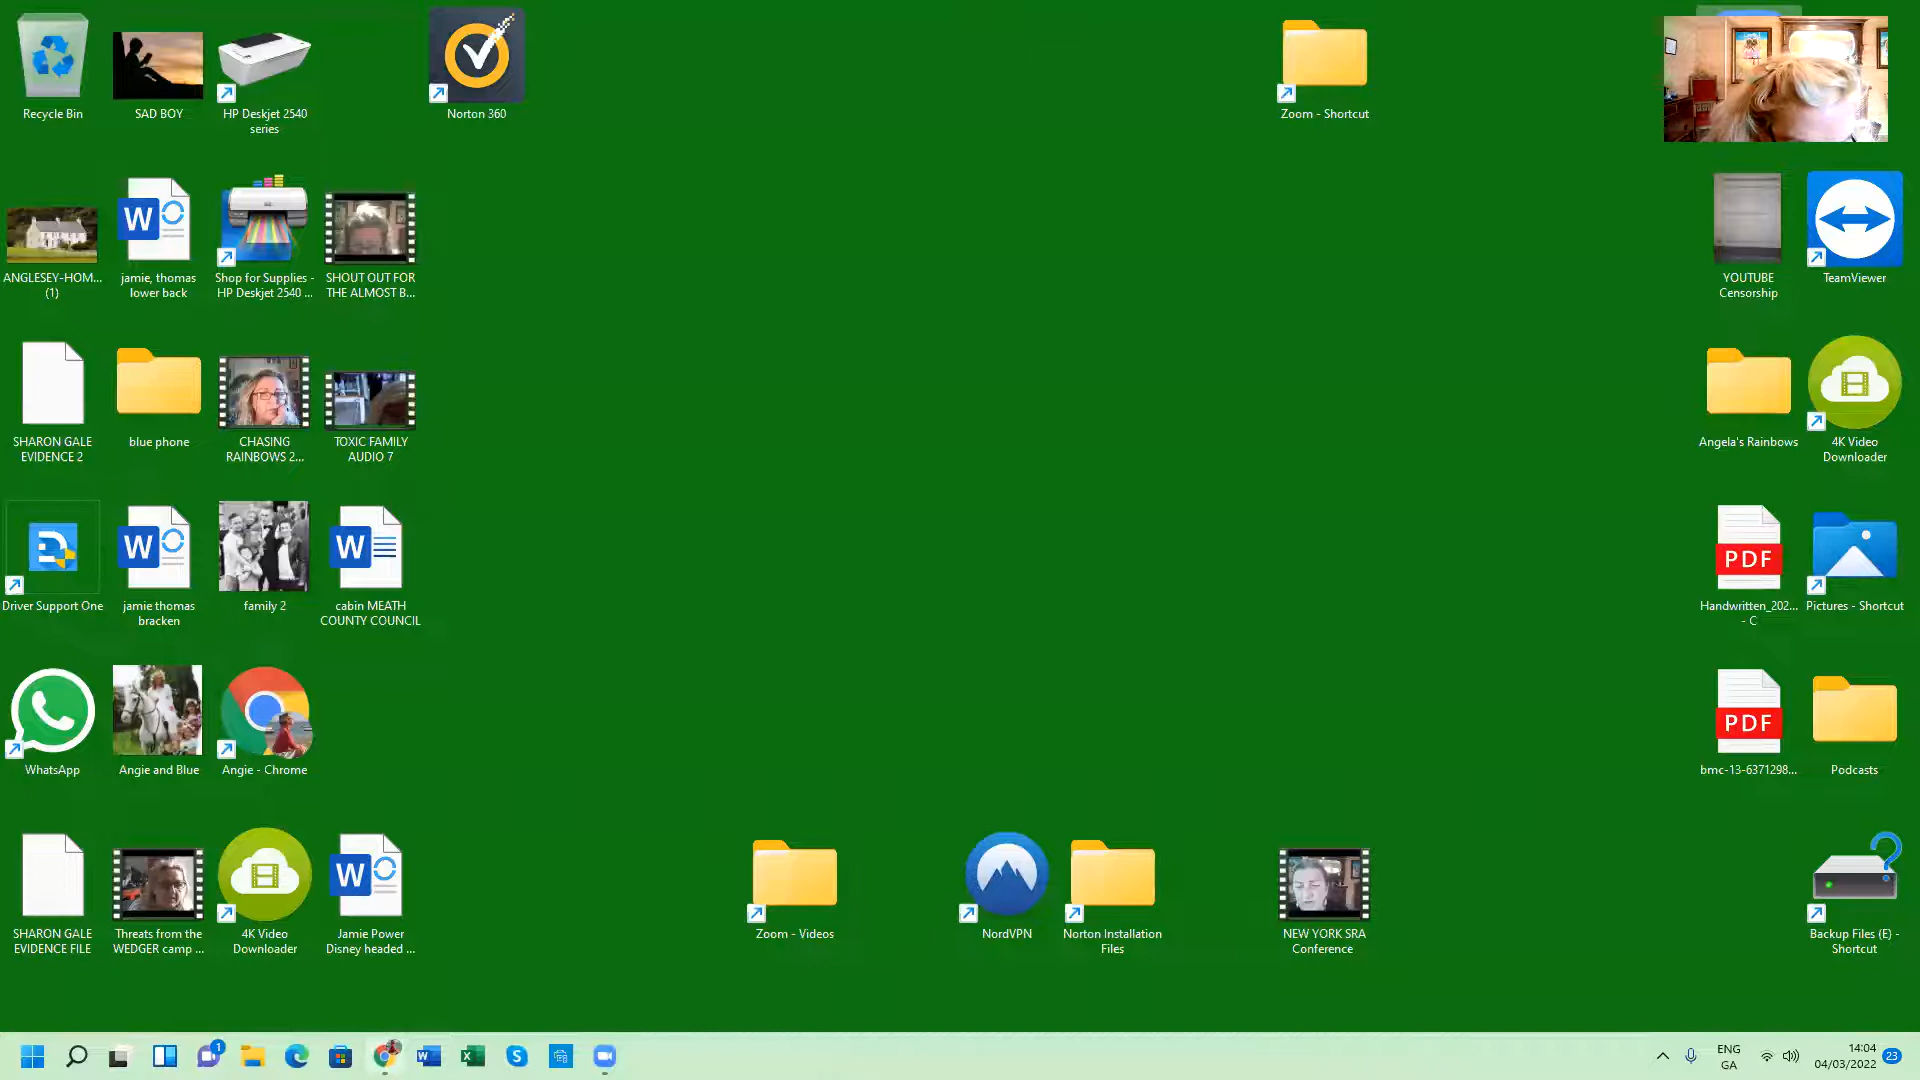 Recycle Bin
SAD BOY
HP Deskjet 2540
series
Norton 360
Zoom - Shortcut
ANGLESEY-HOM...
(1)
jamie, thomas
lower back
Shop for Supplies -
HP Deskjet 2540 ...
SHOUT OUT FOR
THE ALMOST B...
YOUTUBE
Censorship
TeamViewer
SHARON GALE
EVIDENCE 2
blue phone
CHASING
RAINBOWS 2...
TOXIC FAMILY
AUDIO 7
Angela's Rainbows
4K Video
Downloader
Driver Support One
W
jamie thomas
bracken
family 2
W
cabin MEATH
COUNTY COUNCIL
PDF
Handwritten_202...
- C
Pictures - Shortcut
WhatsApp
Angie and Blue
Angie - Chrome
PDF
bmc-13-6371298...
Podcasts
SHARON GALE
EVIDENCE FILE
Threats from the
WEDGER camp ...
4K Video
Downloader
W
Jamie Power
Disney headed ...
Zoom - Videos
NordVPN
Norton Installation
Files
NEW YORK SRA
Conference
Backup Files (E) -
Shortcut
1
ENG
GA
14:04
04/03/2022
23